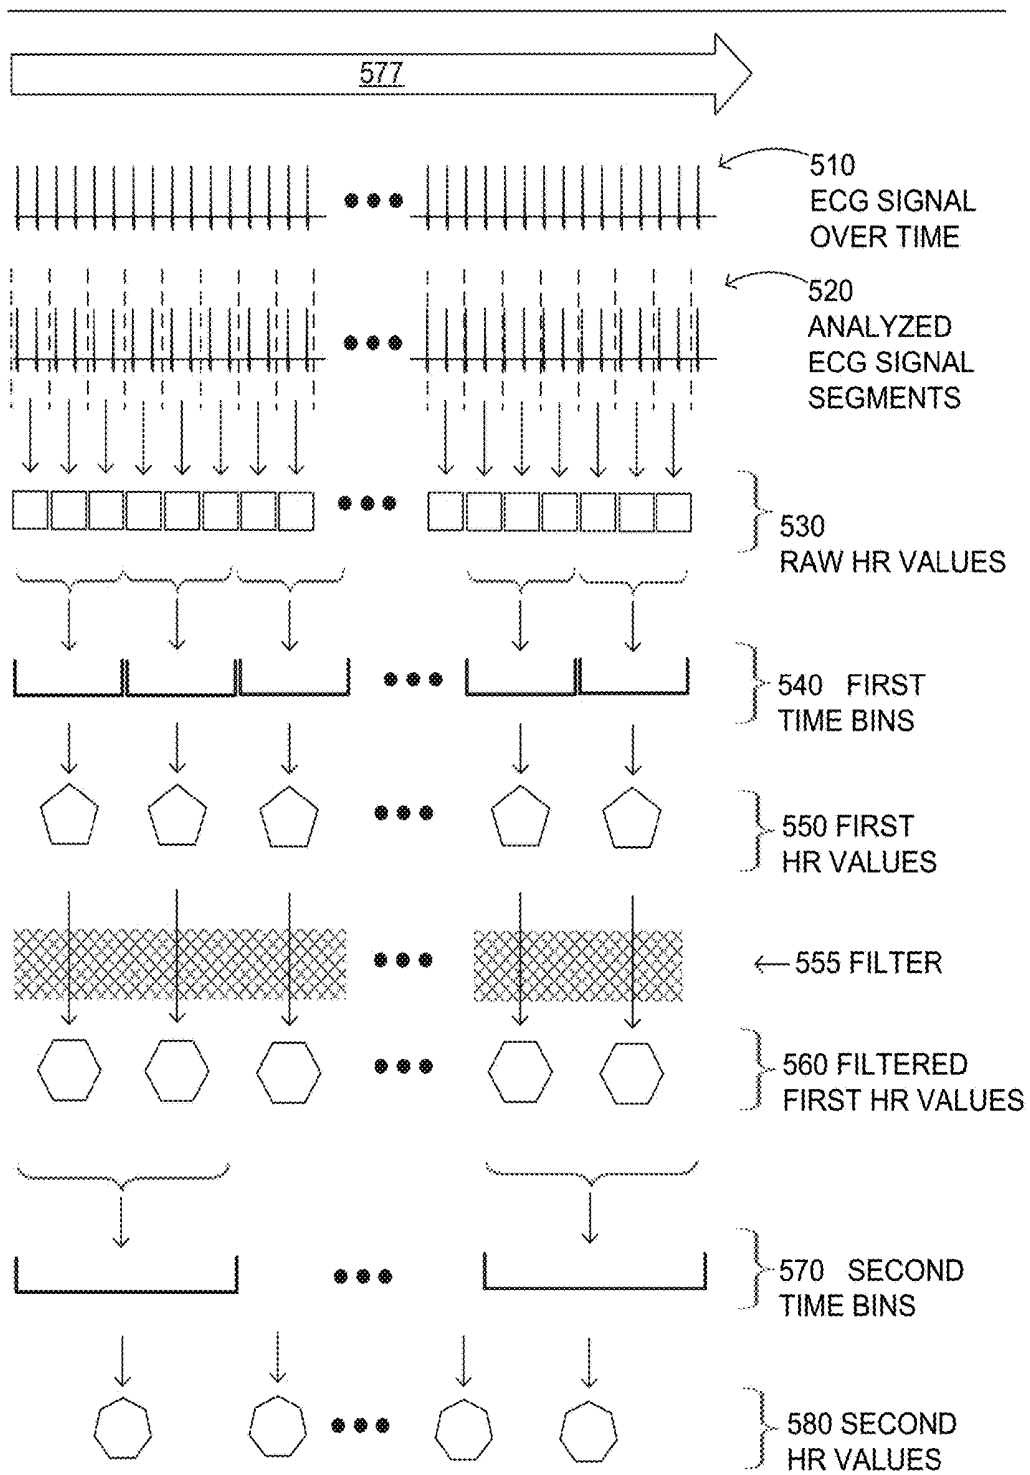 577
510
ECG SIGNAL
OVER TIME
520
ANALYZED
ECG SIGNAL
SEGMENTS
530
RAW HR VALUES
540 FIRST
TIME BINS
550 FIRST
HR VALUES
555 FILTER
560 FILTERED
FIRST HR VALUES
570 SECOND
TIME BINS
580 SECOND
HR VALUES